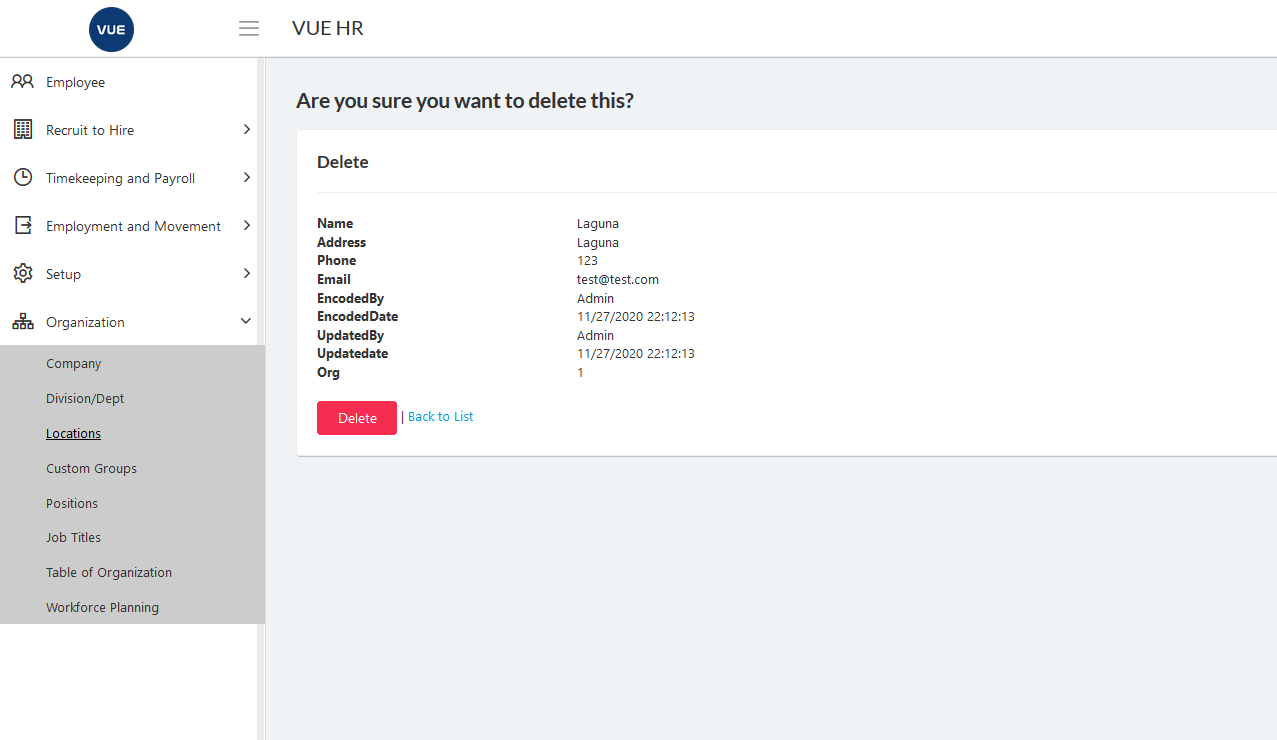 VUE
VUE HR
Employee
Recruit to Hire
Timekeeping and Payroll
Employment and Movement
Setup
Organization
Company
Division/Dept
Locations
Custom Groups
Positions
Job Titles
Table of Organization
Workforce Planning
Are you sure you want to delete this?
Delete
Name Laguna
Address Laguna
Phone 123
Email test@test.com
EncodedBy Admin
EncodedDate 11/27/2020 22:12:13
UpdatedBy Admin
Updatedate 11/27/2020 22:12:13
Org 1
Delete | Back to List